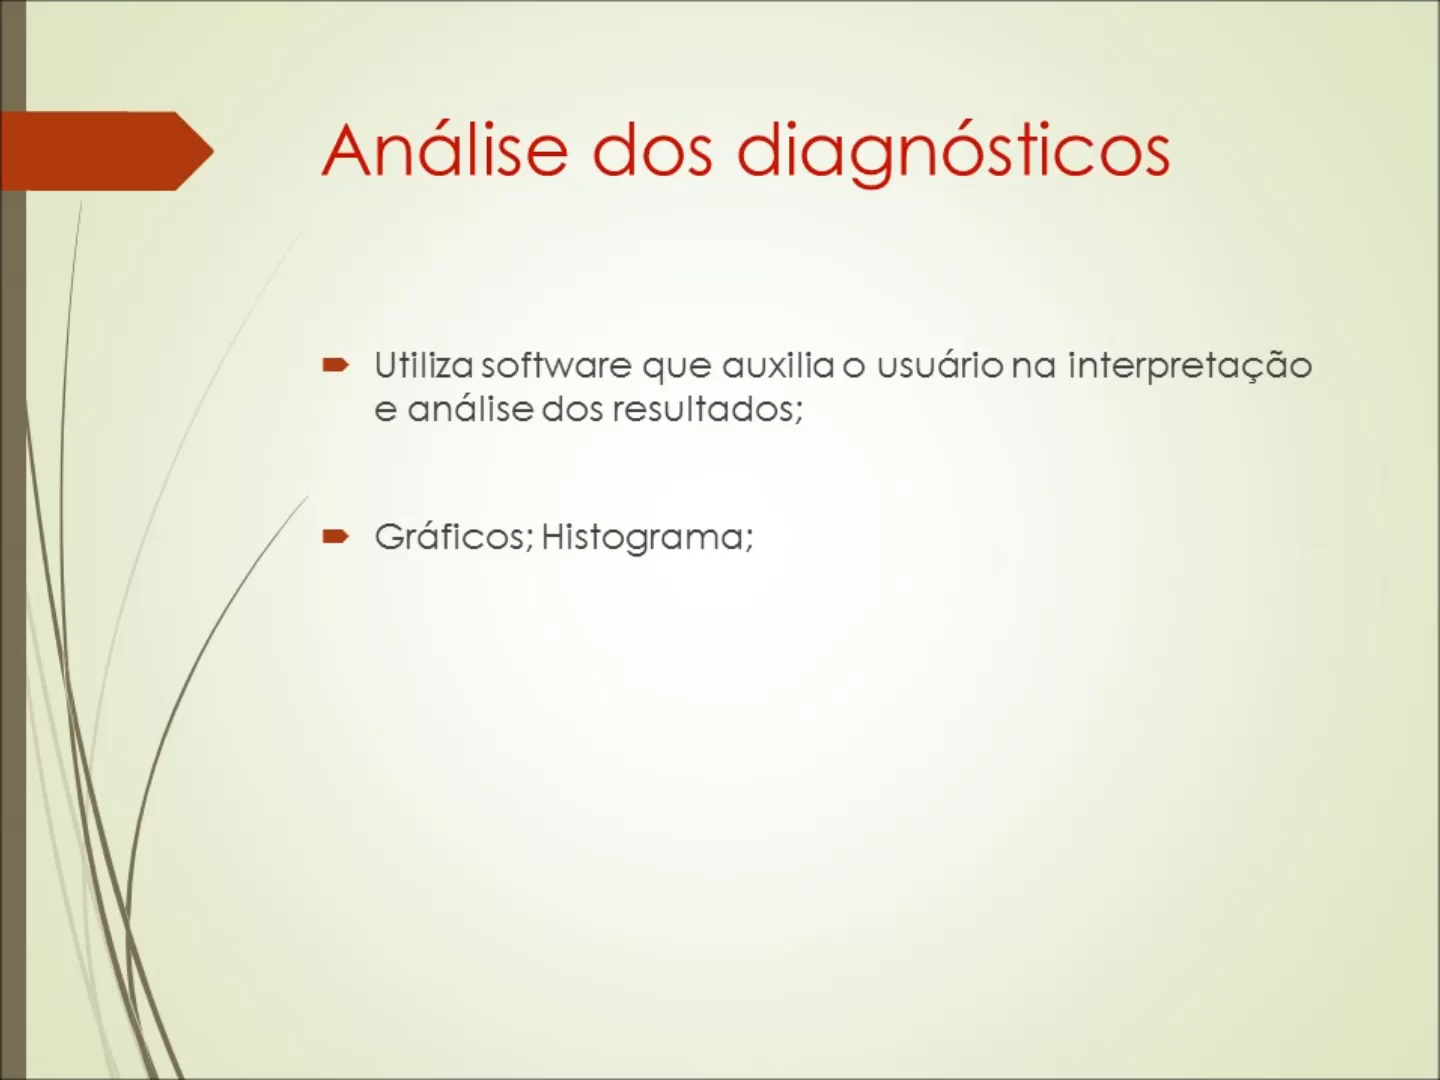 Análise dos diagnósticos
Utiliza software que auxilia o usuário na interpretação
e análise dos resultados;
Gráficos; Histograma;